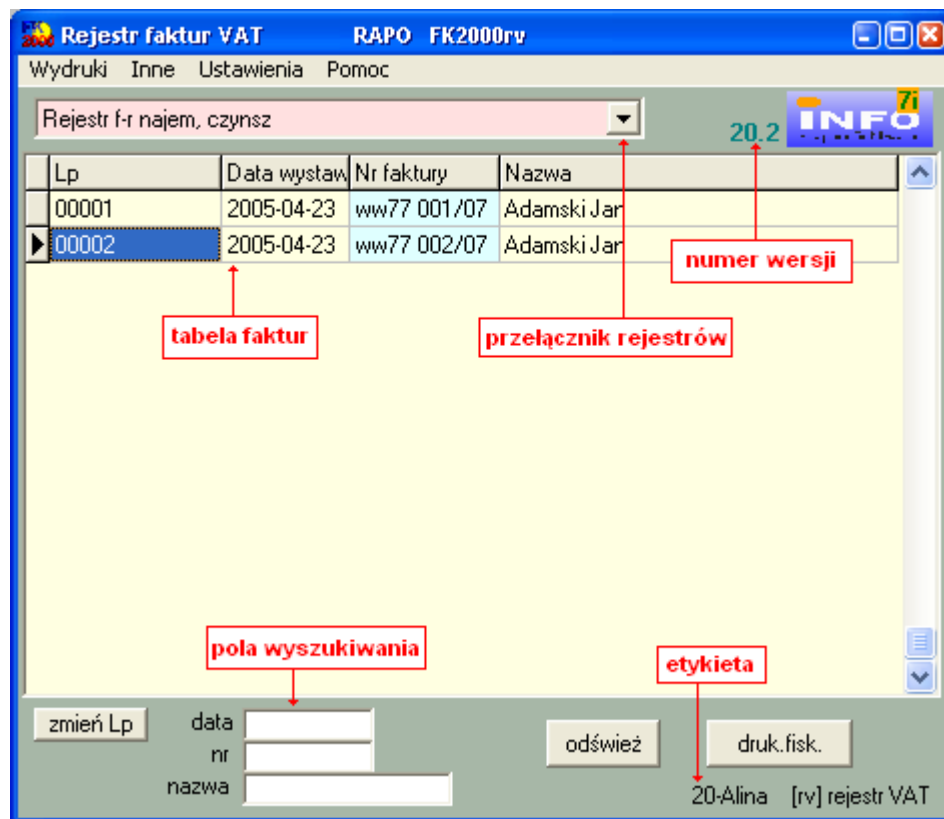 Rejestr faktur VAT RAPO FK2000rv
Wydruki Inne Ustawienia Pomoc
Rejestr f-r najem, czynsz
20.2 INFO 7i
Lp Data wystaw Nr faktury Nazwa
00001 2005-04-23 ww77 001/07 Adamski Jan
00002 2005-04-23 ww77 002/07 Adamski Jan
numer wersji
tabela faktur
przełącznik rejestrów
pola wyszukiwania
etykieta
zmień Lp
data
nr
nazwa
odśwież
druk.fisk.
20-Alina [rv] rejestr VAT